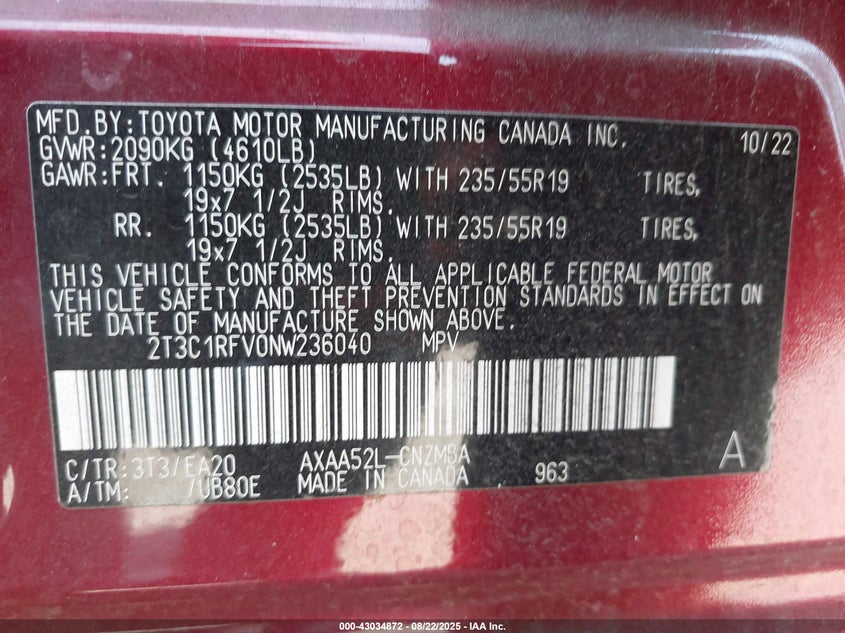 MFD.BY:TOYOTA MOTOR MANUFACTURING CANADA INC. 10/22
GVWR:2090KG (4610LB)
GAWR:FRT. 1150KG (2535LB) WITH 235/55R19 TIRES,
19x7 1/2J RIMS.
RR. 1150KG (2535LB) WITH 235/55R19 TIRES,
19x7 1/2J RIMS.
THIS VEHICLE CONFORMS TO ALL APPLICABLE FEDERAL MOTOR
VEHICLE SAFETY AND THEFT PREVENTION STANDARDS IN EFFECT ON
THE DATE OF MANUFACTURE SHOWN ABOVE.
2T3C1RFV0NW236040 MPV
C/TR:3T3/EA20 AXAA52L-CNZMBA A
A/TM: /UB80E MADE IN CANADA 963
000-43034872 - 08/22/2025 - IAA Inc.